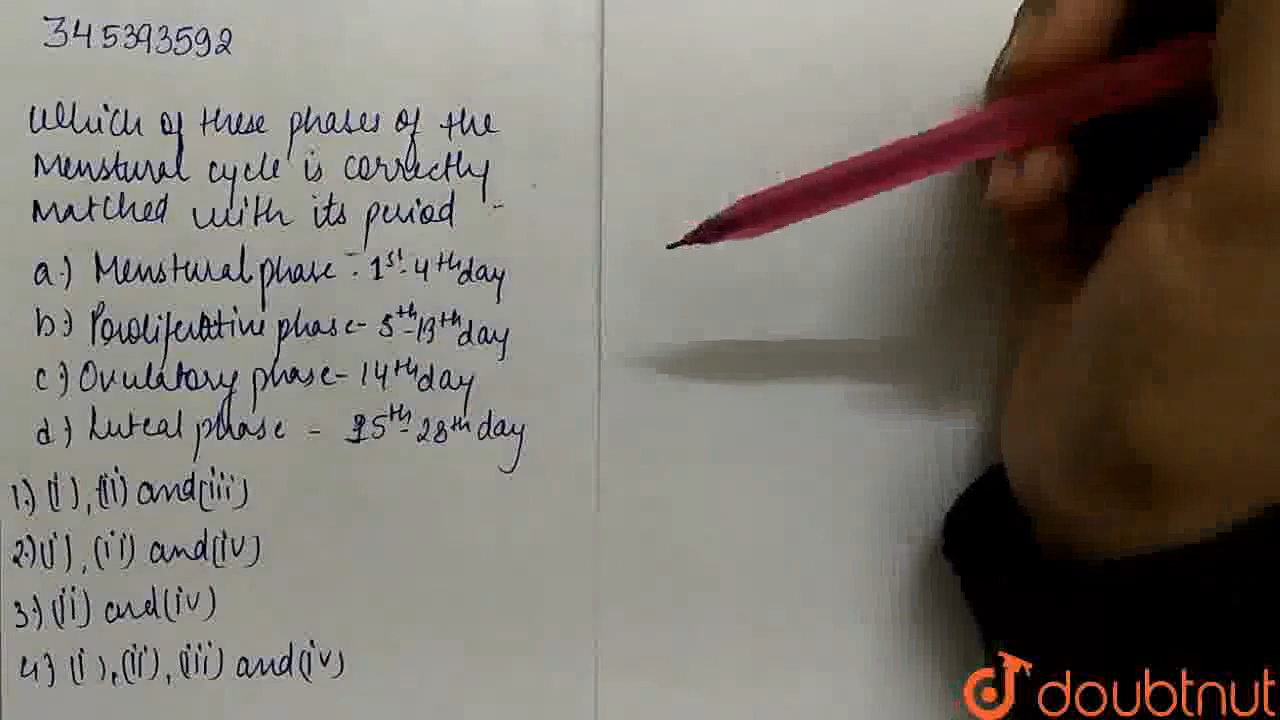 345393592
Which of these phases of the
Menstural cycle is correctly
Matched with its period -
a.) Menstural phase - 1st - 4th day
b.) Poroliferative phase - 5th-13th day
c.) Ovulatory phase - 14th day
d.) Luteal phase - 15th-28th day
1.) (i), (ii) and (iii)
2.) (i), (ii) and (iv)
3.) (ii) and (iv)
4.) (i), (ii), (iii) and (iv)
doubtnut